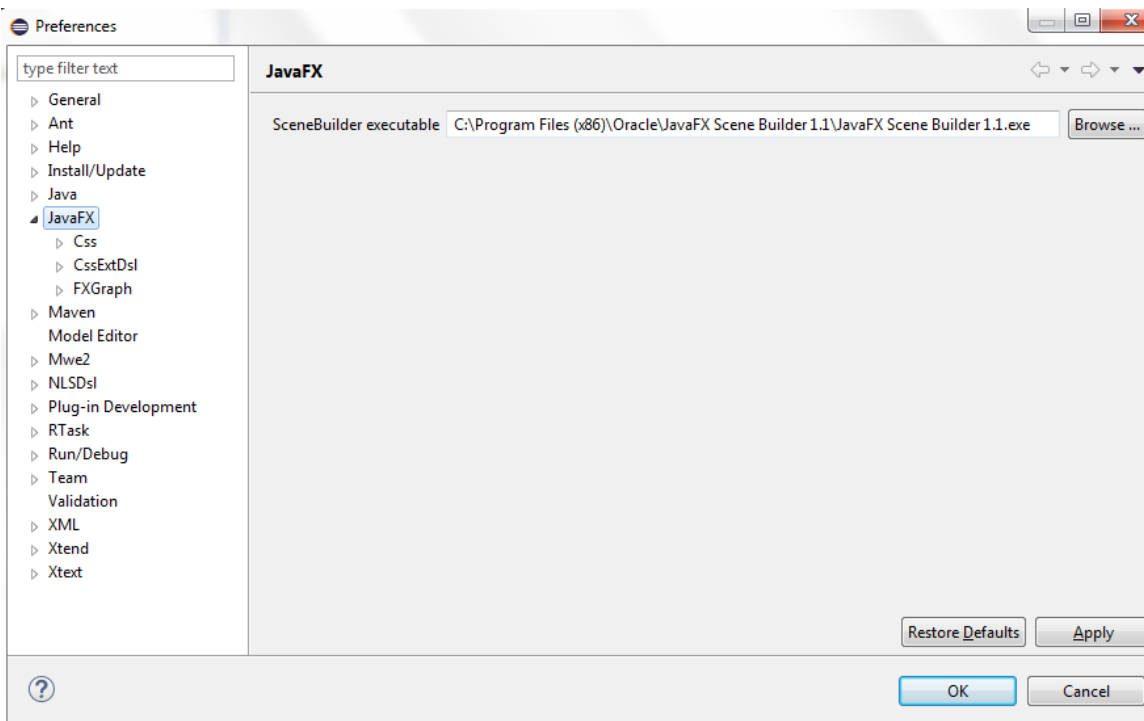 Preferences
type filter text
General
Ant
Help
Install/Update
Java
JavaFX
Css
CssExtDsl
FXGraph
Maven
Model Editor
Mwe2
NLSDsl
Plug-in Development
RTask
Run/Debug
Team
Validation
XML
Xtend
Xtext
JavaFX
SceneBuilder executable C:\Program Files (x86)\Oracle\JavaFX Scene Builder 1.1\JavaFX Scene Builder 1.1.exe Browse ...
Restore Defaults Apply
? OK Cancel